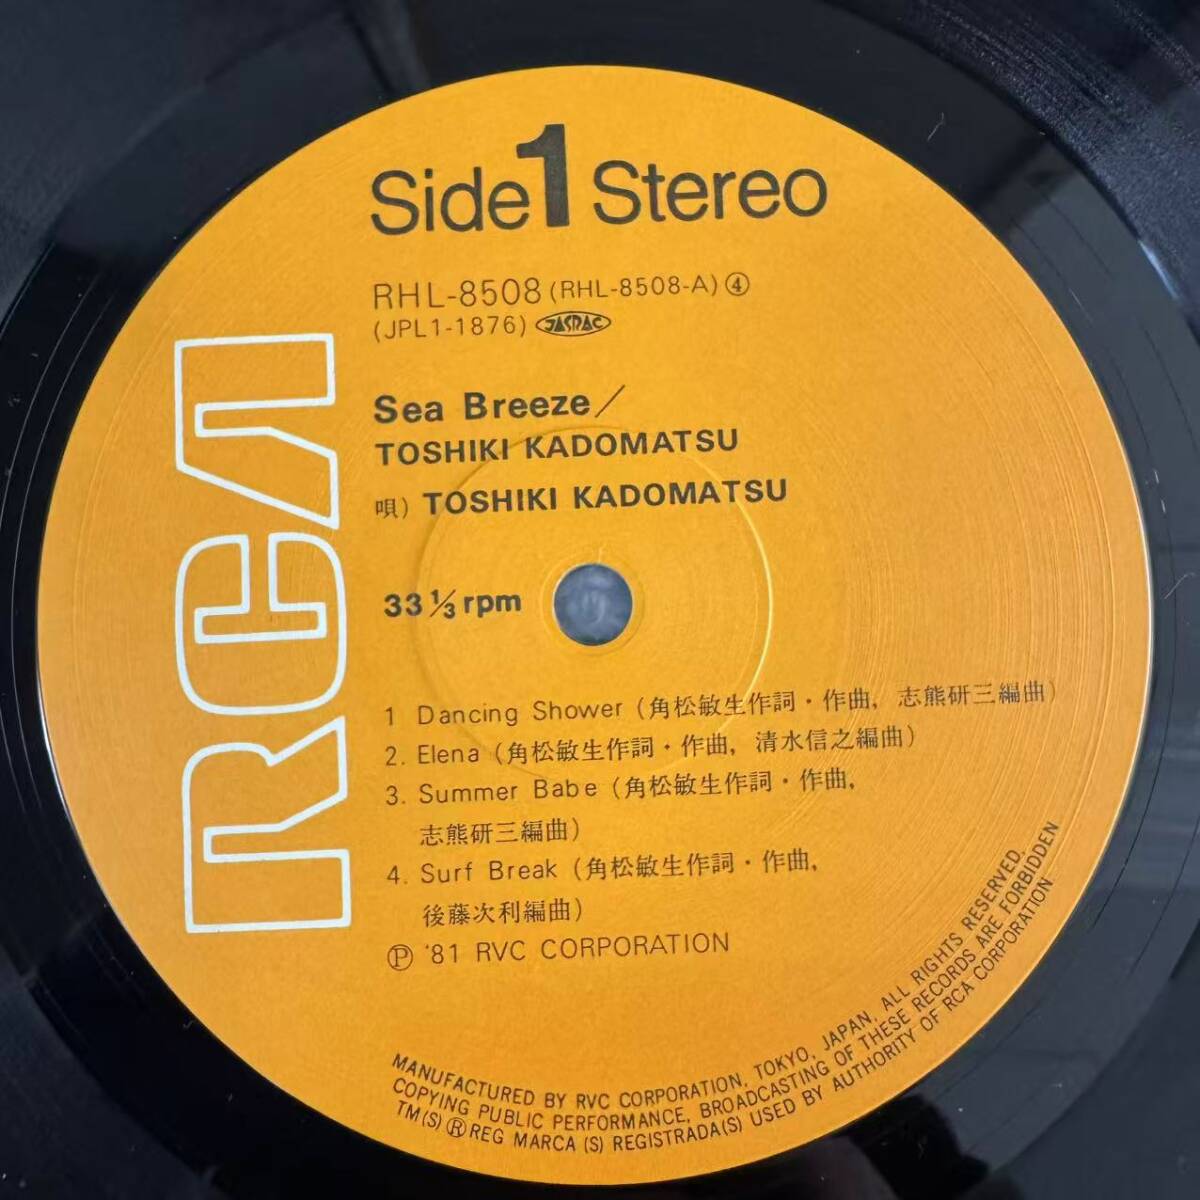 Side 1 Stereo
RHL-8508 (RHL-8508-A) ④
(JPL1-1876) JASRAC
RCA
Sea Breeze／
TOSHIKI KADOMATSU
唄) TOSHIKI KADOMATSU
33 1/3 rpm
1 Dancing Shower (角松敏生作詞・作曲, 志熊研三編曲)
2. Elena (角松敏生作詞・作曲, 清水信之編曲)
3. Summer Babe (角松敏生作詞・作曲,
志熊研三編曲)
4. Surf Break (角松敏生作詞・作曲,
後藤次利編曲)
Ⓟ '81 RVC CORPORATION
MANUFACTURED BY RVC CORPORATION, TOKYO, JAPAN, ALL RIGHTS RESERVED,
COPYING PUBLIC PERFORMANCE, BROADCASTING OF THESE RECORDS ARE FORBIDDEN
TM(S) ® REG MARCA (S) REGISTRADA(S) USED BY AUTHORITY OF RCA CORPORATION